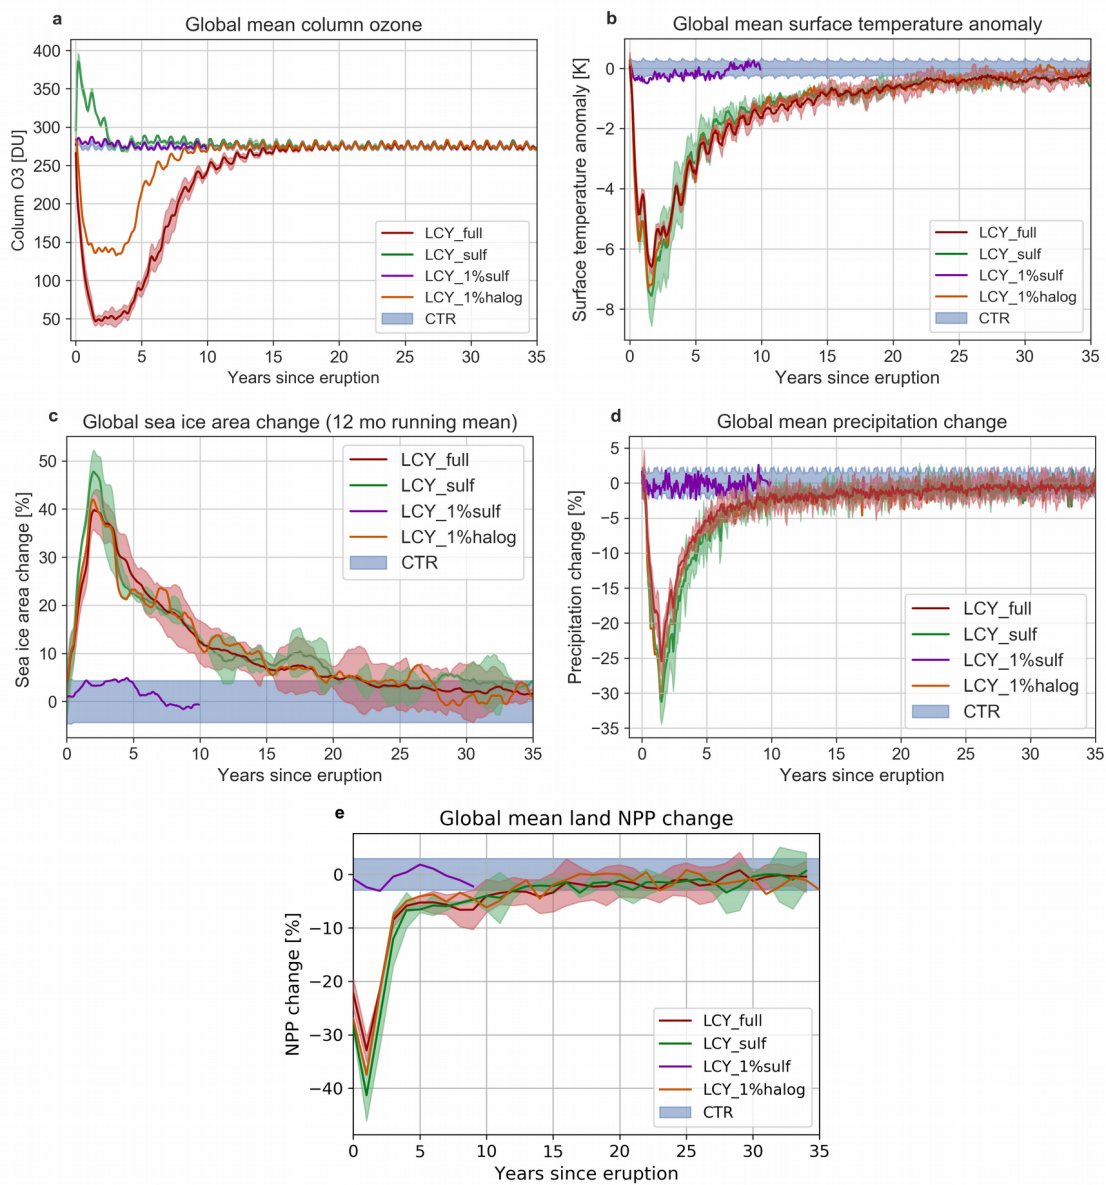 a
Global mean column ozone
Column O3 [DU]
400
350
300
250
200
150
100
50
LCY_full
LCY_sulf
LCY_1%sulf
LCY_1%halog
CTR
0 5 10 15 20 25 30 35
Years since eruption
b
Global mean surface temperature anomaly
Surface temperature anomaly [K]
0
−2
−4
−6
−8
LCY_full
LCY_sulf
LCY_1%sulf
LCY_1%halog
CTR
0 5 10 15 20 25 30 35
Years since eruption
c
Global sea ice area change (12 mo running mean)
Sea ice area change [%]
50
40
30
20
10
0
LCY_full
LCY_sulf
LCY_1%sulf
LCY_1%halog
CTR
0 5 10 15 20 25 30 35
Years since eruption
d
Global mean precipitation change
Precipitation change [%]
5
0
−5
−10
−15
−20
−25
−30
−35
LCY_full
LCY_sulf
LCY_1%sulf
LCY_1%halog
CTR
0 5 10 15 20 25 30 35
Years since eruption
e
Global mean land NPP change
NPP change [%]
0
−10
−20
−30
−40
LCY_full
LCY_sulf
LCY_1%sulf
LCY_1%halog
CTR
0 5 10 15 20 25 30 35
Years since eruption